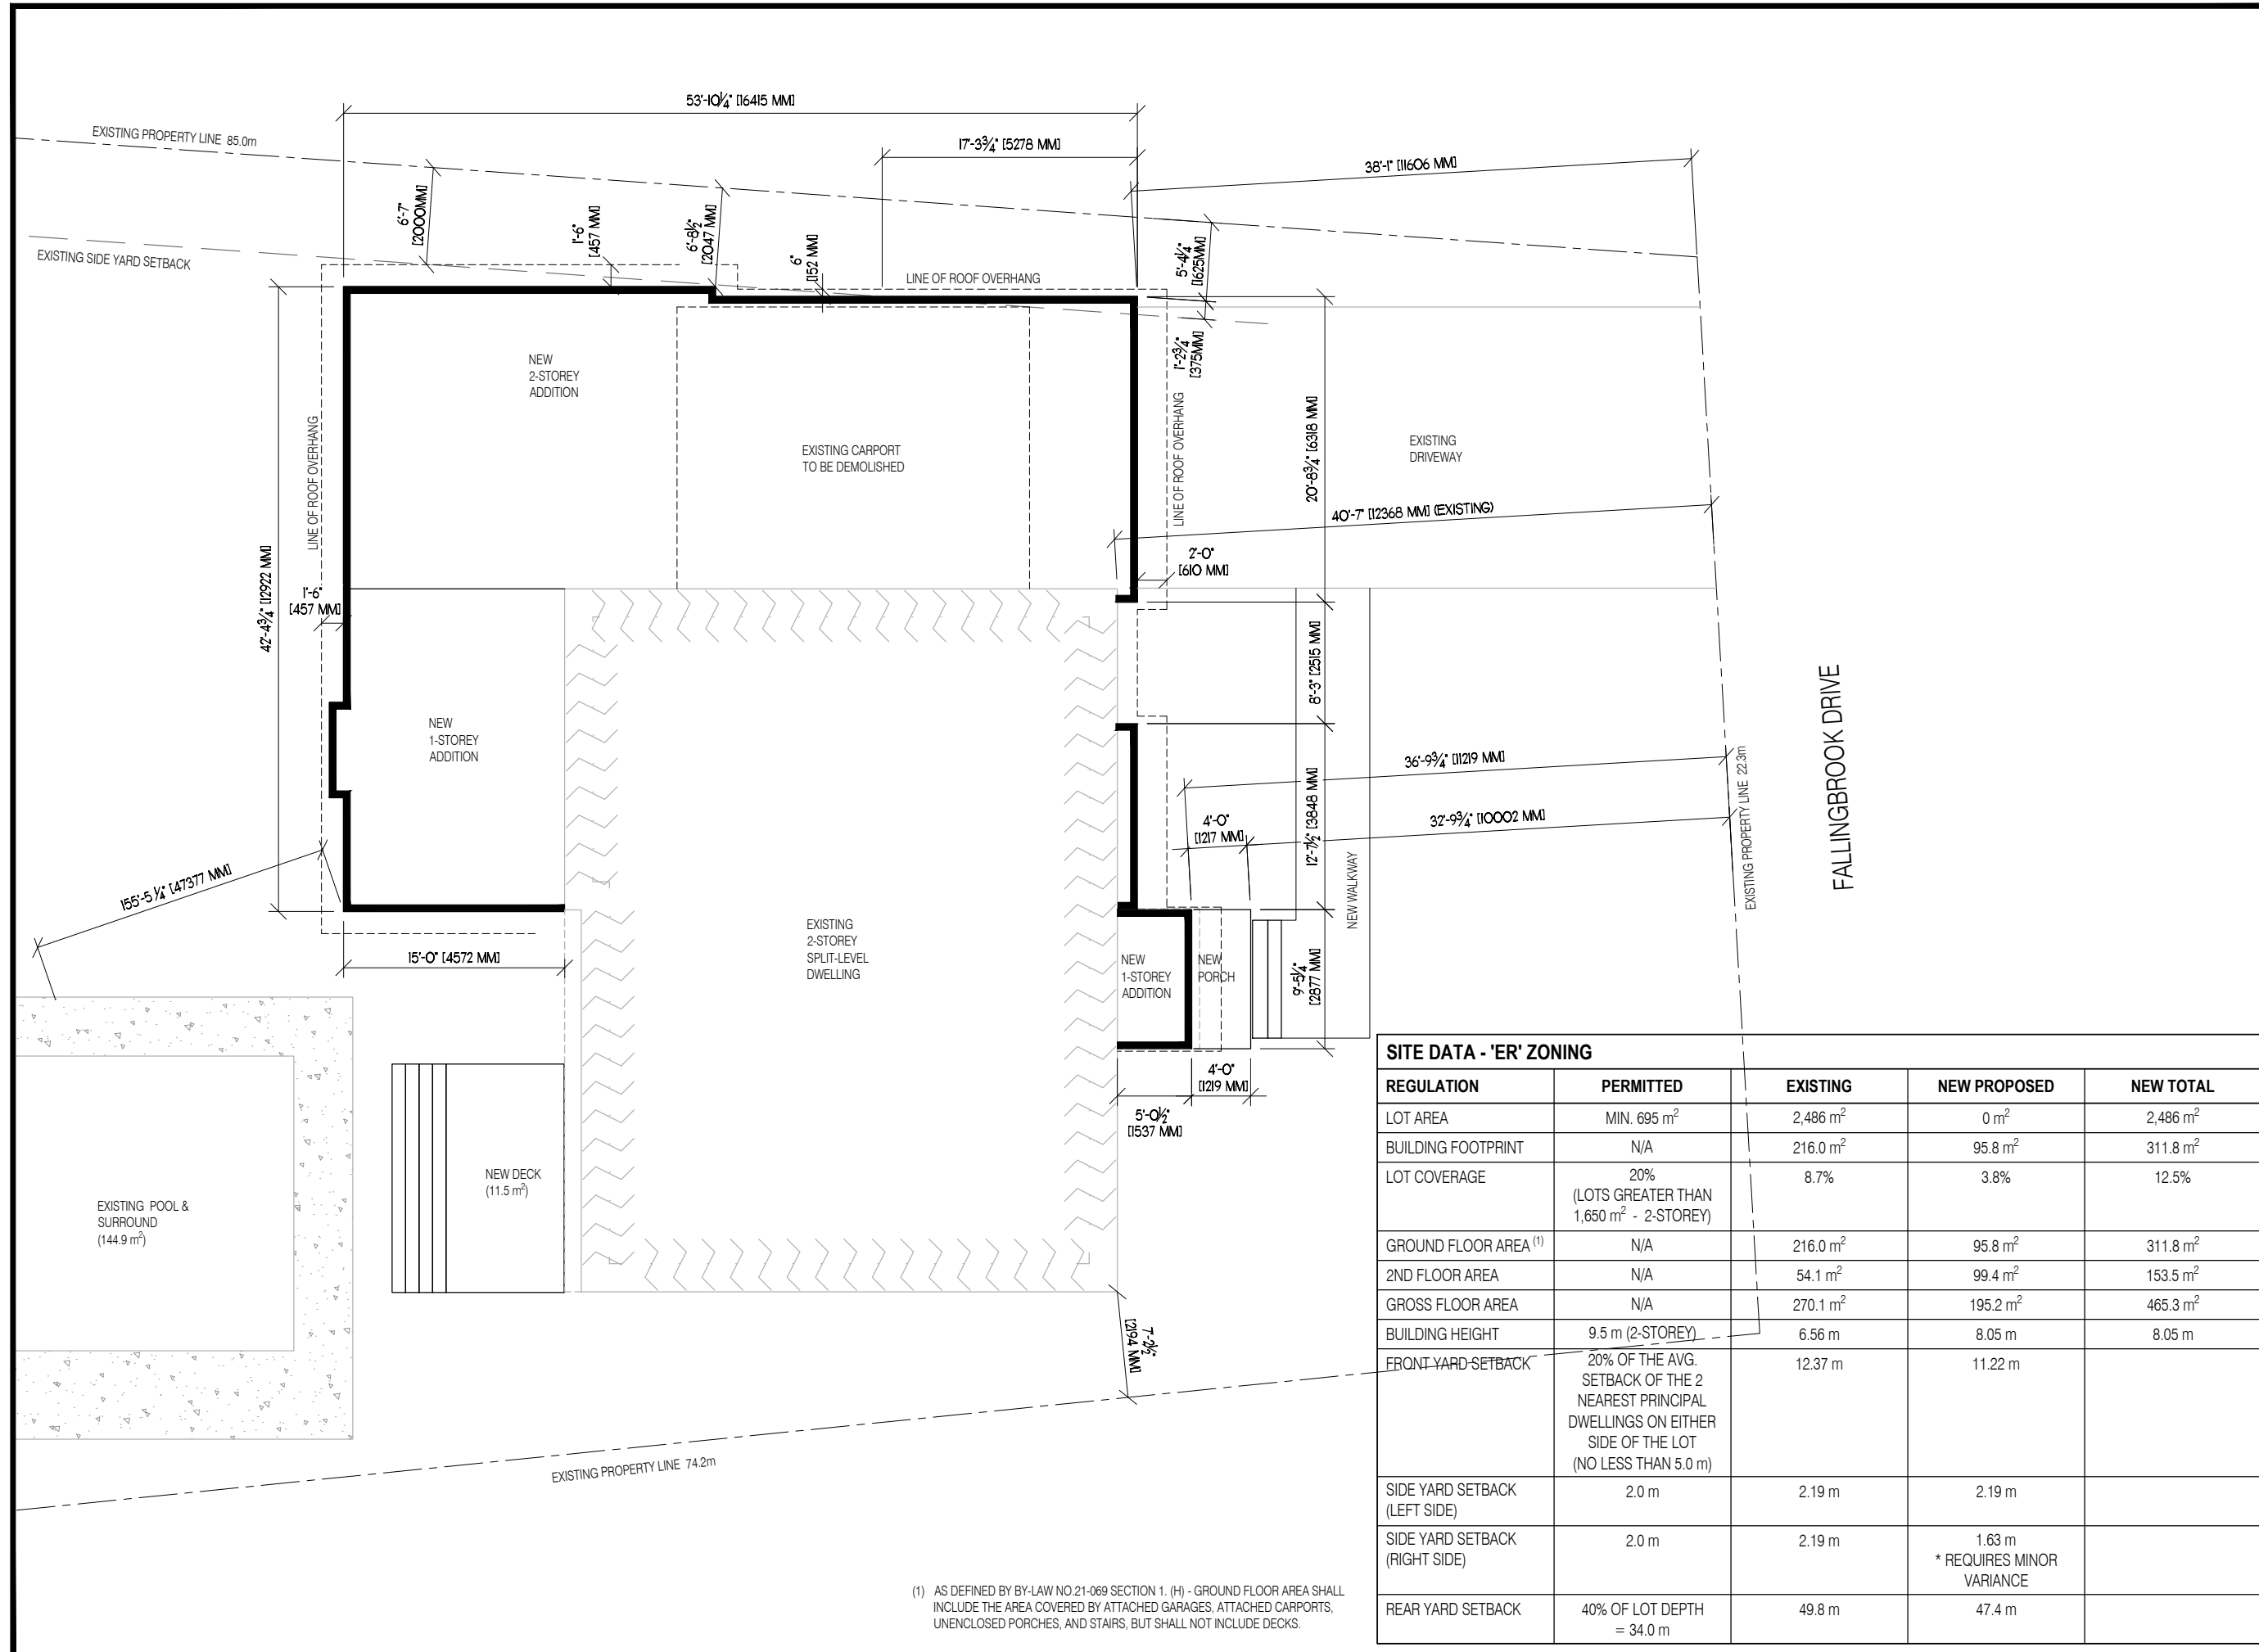 53'-10¼" [16415 MM]
EXISTING PROPERTY LINE 85.0m
17'-3¾" [5278 MM]
38'-1" [11606 MM]
6'-7"
[2000MM]
1'-6"
[457 MM]
6'-8½"
[2047 MM]
6"
[152 MM]
5'-4¼"
[1625MM]
EXISTING SIDE YARD SETBACK
LINE OF ROOF OVERHANG
1'-2¾"
[375MM]
NEW
2-STOREY
ADDITION
LINE OF ROOF OVERHANG
EXISTING CARPORT
TO BE DEMOLISHED
LINE OF ROOF OVERHANG
20'-8¾" [6318 MM]
EXISTING
DRIVEWAY
40'-7" [12368 MM] (EXISTING)
2'-0"
[610 MM]
42'-4¾" [12922 MM]
1'-6"
[457 MM]
8'-3" [2515 MM]
NEW
1-STOREY
ADDITION
FALLINGBROOK DRIVE
36'-9¾" [11219 MM]
EXISTING PROPERTY LINE 22.3m
12'-7½" [3848 MM]
4'-0"
[1217 MM]
32'-9¾" [10002 MM]
155'-5 ¼" [47377 MM]
NEW WALKWAY
EXISTING
2-STOREY
SPLIT-LEVEL
DWELLING
15'-0" [4572 MM]
NEW
1-STOREY
ADDITION
NEW
PORCH
9'-5¼"
[2877 MM]
4'-0"
[1219 MM]
5'-0½"
[1537 MM]
NEW DECK
(11.5 m²)
EXISTING POOL &
SURROUND
(144.9 m²)
7'-2½"
[2194 MM]
EXISTING PROPERTY LINE 74.2m
SITE DATA - 'ER' ZONING
REGULATION PERMITTED EXISTING NEW PROPOSED NEW TOTAL
LOT AREA MIN. 695 m² 2,486 m² 0 m² 2,486 m²
BUILDING FOOTPRINT N/A 216.0 m² 95.8 m² 311.8 m²
LOT COVERAGE 20% 8.7% 3.8% 12.5%
(LOTS GREATER THAN
1,650 m² - 2-STOREY)
GROUND FLOOR AREA (1) N/A 216.0 m² 95.8 m² 311.8 m²
2ND FLOOR AREA N/A 54.1 m² 99.4 m² 153.5 m²
GROSS FLOOR AREA N/A 270.1 m² 195.2 m² 465.3 m²
BUILDING HEIGHT 9.5 m (2-STOREY) 6.56 m 8.05 m 8.05 m
FRONT YARD SETBACK 20% OF THE AVG. 12.37 m 11.22 m
SETBACK OF THE 2
NEAREST PRINCIPAL
DWELLINGS ON EITHER
SIDE OF THE LOT
(NO LESS THAN 5.0 m)
SIDE YARD SETBACK 2.0 m 2.19 m 2.19 m
(LEFT SIDE)
SIDE YARD SETBACK 2.0 m 2.19 m 1.63 m
(RIGHT SIDE) * REQUIRES MINOR
VARIANCE
REAR YARD SETBACK 40% OF LOT DEPTH 49.8 m 47.4 m
= 34.0 m
(1) AS DEFINED BY BY-LAW NO.21-069 SECTION 1. (H) - GROUND FLOOR AREA SHALL
INCLUDE THE AREA COVERED BY ATTACHED GARAGES, ATTACHED CARPORTS,
UNENCLOSED PORCHES, AND STAIRS, BUT SHALL NOT INCLUDE DECKS.